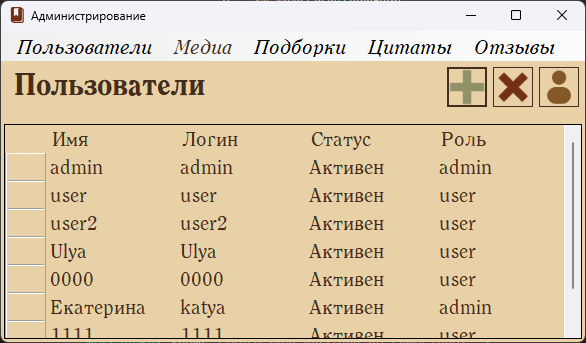 Администрирование
Пользователи Медиа Подборки Цитаты Отзывы
Пользователи
Имя Логин Статус Роль
admin admin Активен admin
user user Активен user
user2 user2 Активен user
Ulya Ulya Активен user
0000 0000 Активен user
Екатерина katya Активен admin
1111 1111 Активен user